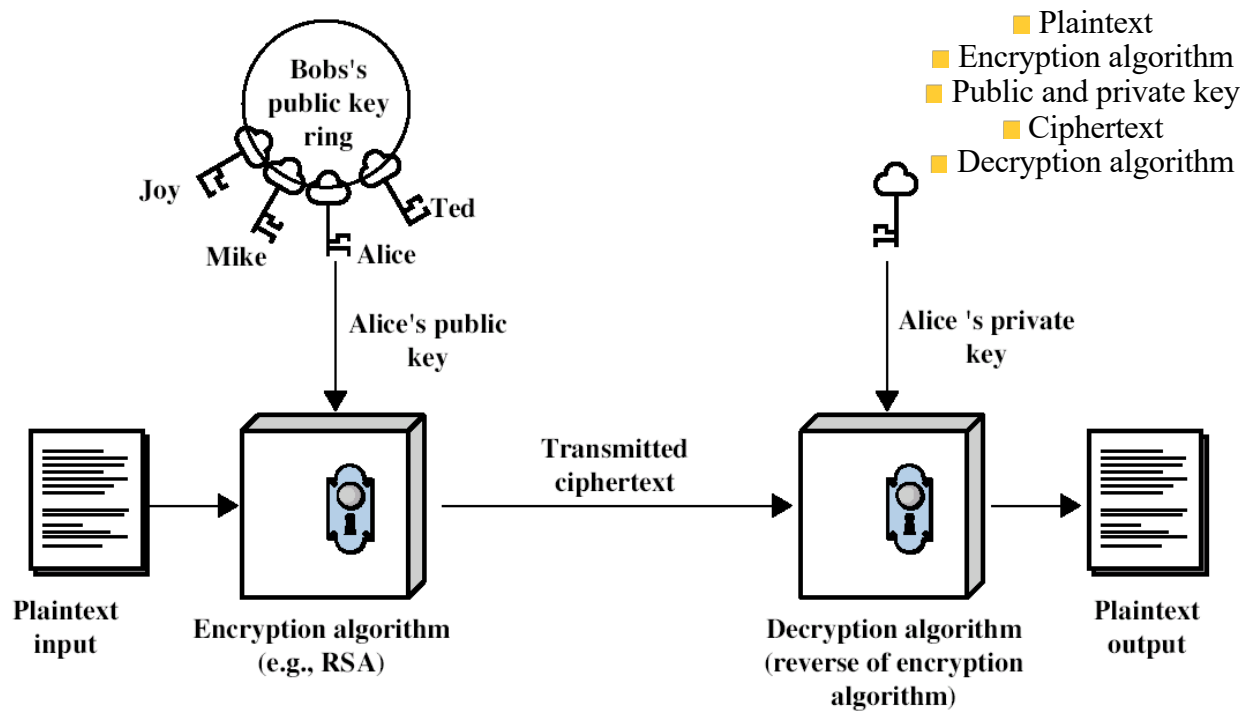 Plaintext
Encryption algorithm
Public and private key
Ciphertext
Decryption algorithm
Bobs's
public key
ring
Joy
Mike
Alice
Ted
Alice's public
key
Alice 's private
key
Transmitted
ciphertext
Plaintext
input
Encryption algorithm
(e.g., RSA)
Decryption algorithm
(reverse of encryption
algorithm)
Plaintext
output